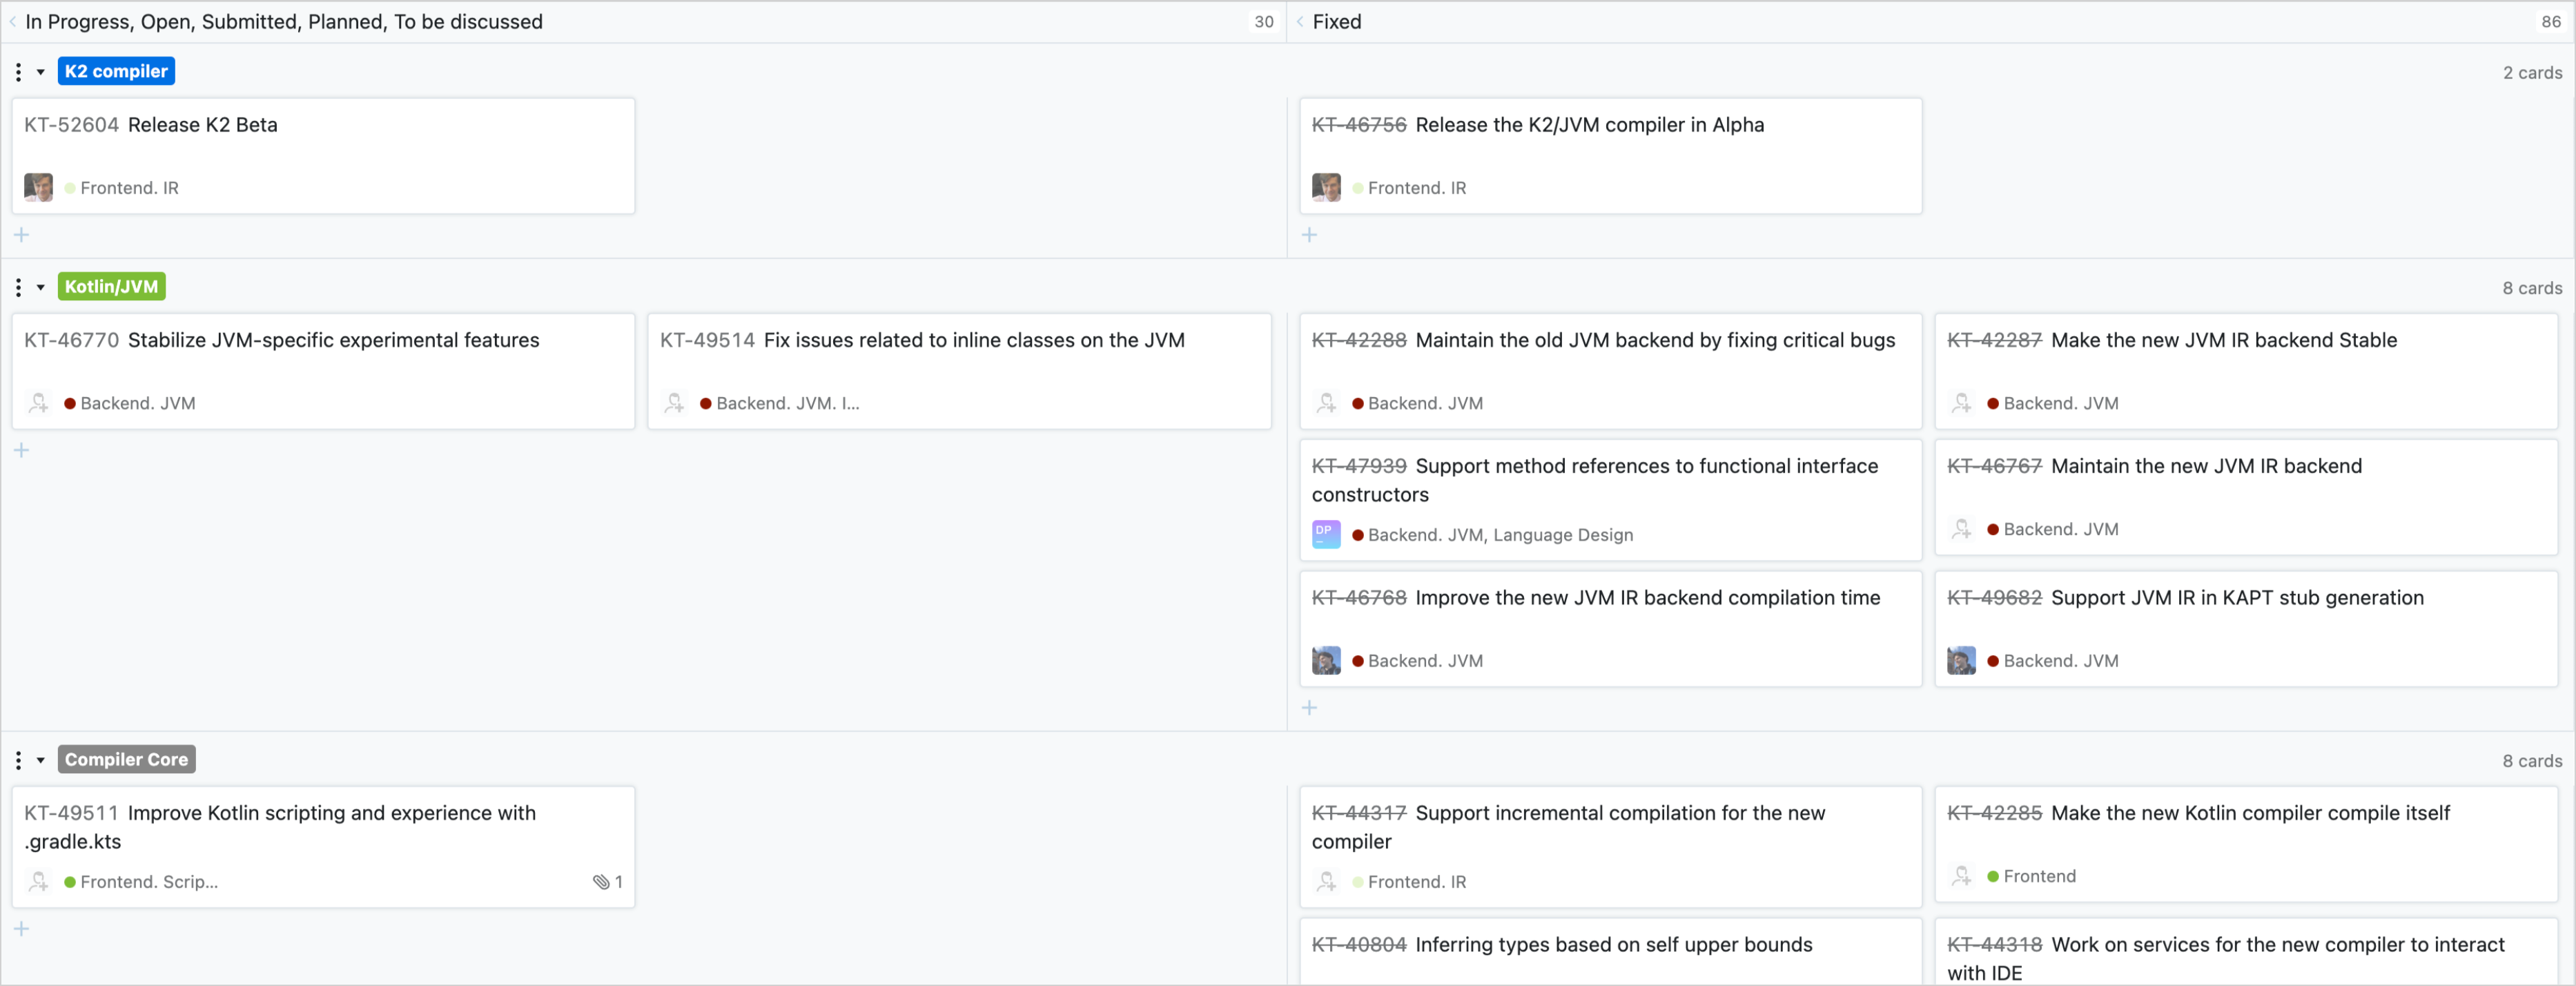 In Progress, Open, Submitted, Planned, To be discussed
30
Fixed
86
K2 compiler
2 cards
KT-52604 Release K2 Beta
Frontend. IR
KT-46756 Release the K2/JVM compiler in Alpha
Frontend. IR
Kotlin/JVM
8 cards
KT-46770 Stabilize JVM-specific experimental features
Backend. JVM
KT-49514 Fix issues related to inline classes on the JVM
Backend. JVM. I...
KT-42288 Maintain the old JVM backend by fixing critical bugs
Backend. JVM
KT-42287 Make the new JVM IR backend Stable
Backend. JVM
KT-47939 Support method references to functional interface
constructors
DP
Backend. JVM, Language Design
KT-46767 Maintain the new JVM IR backend
Backend. JVM
KT-46768 Improve the new JVM IR backend compilation time
Backend. JVM
KT-49682 Support JVM IR in KAPT stub generation
Backend. JVM
Compiler Core
8 cards
KT-49511 Improve Kotlin scripting and experience with
.gradle.kts
Frontend. Scrip...
1
KT-44317 Support incremental compilation for the new
compiler
Frontend. IR
KT-42285 Make the new Kotlin compiler compile itself
Frontend
KT-40804 Inferring types based on self upper bounds
KT-44318 Work on services for the new compiler to interact
with IDE